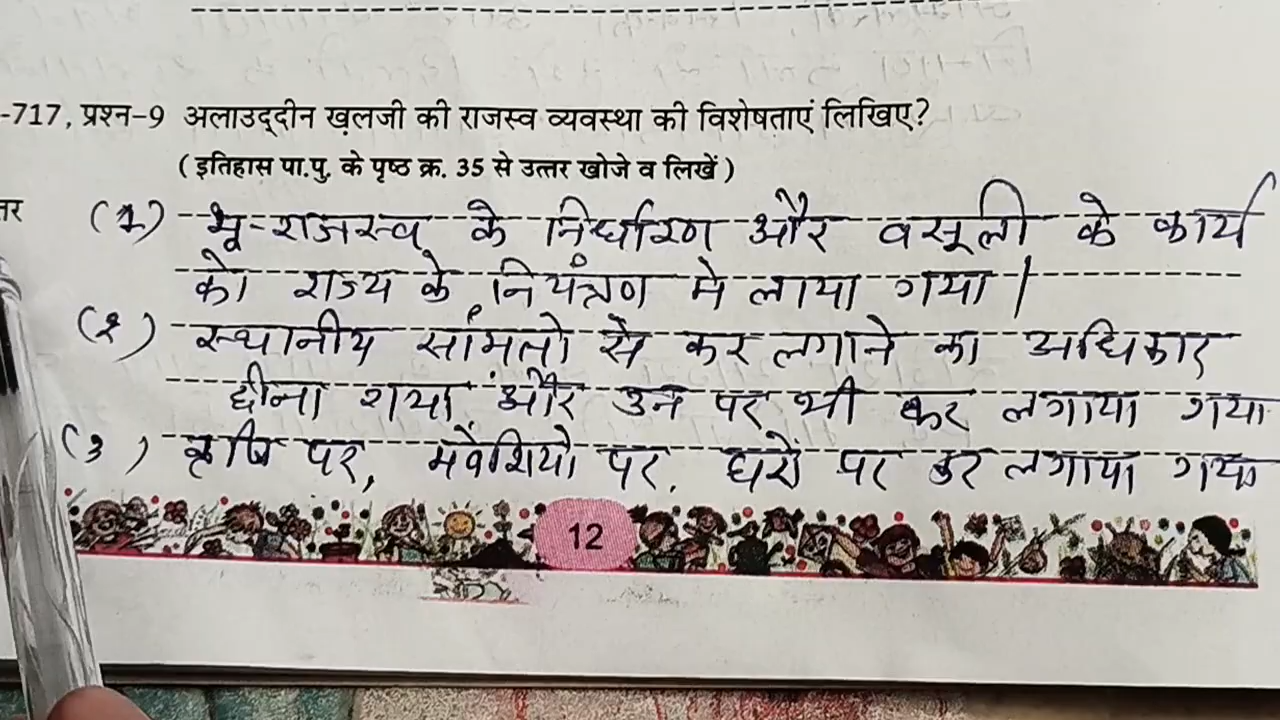 -717, प्रश्न-9 अलाउद्दीन ख़लजी की राजस्व व्यवस्था की विशेषताएं लिखिए?
( इतिहास पा.पु. के पृष्ठ क्र. 35 से उत्तर खोजे व लिखें )
तर (1) भू-राजस्व के निर्धारण और वसूली के कार्य
को राज्य के नियंत्रण मे लाया गया |
(2) स्थानीय सांमतो से कर लगाने का अधिकार
छीना गया और उन पर भी कर लगाया गया
(3) कृषि पर, मवेशियों पर, घरों पर कर लगाया गया
12